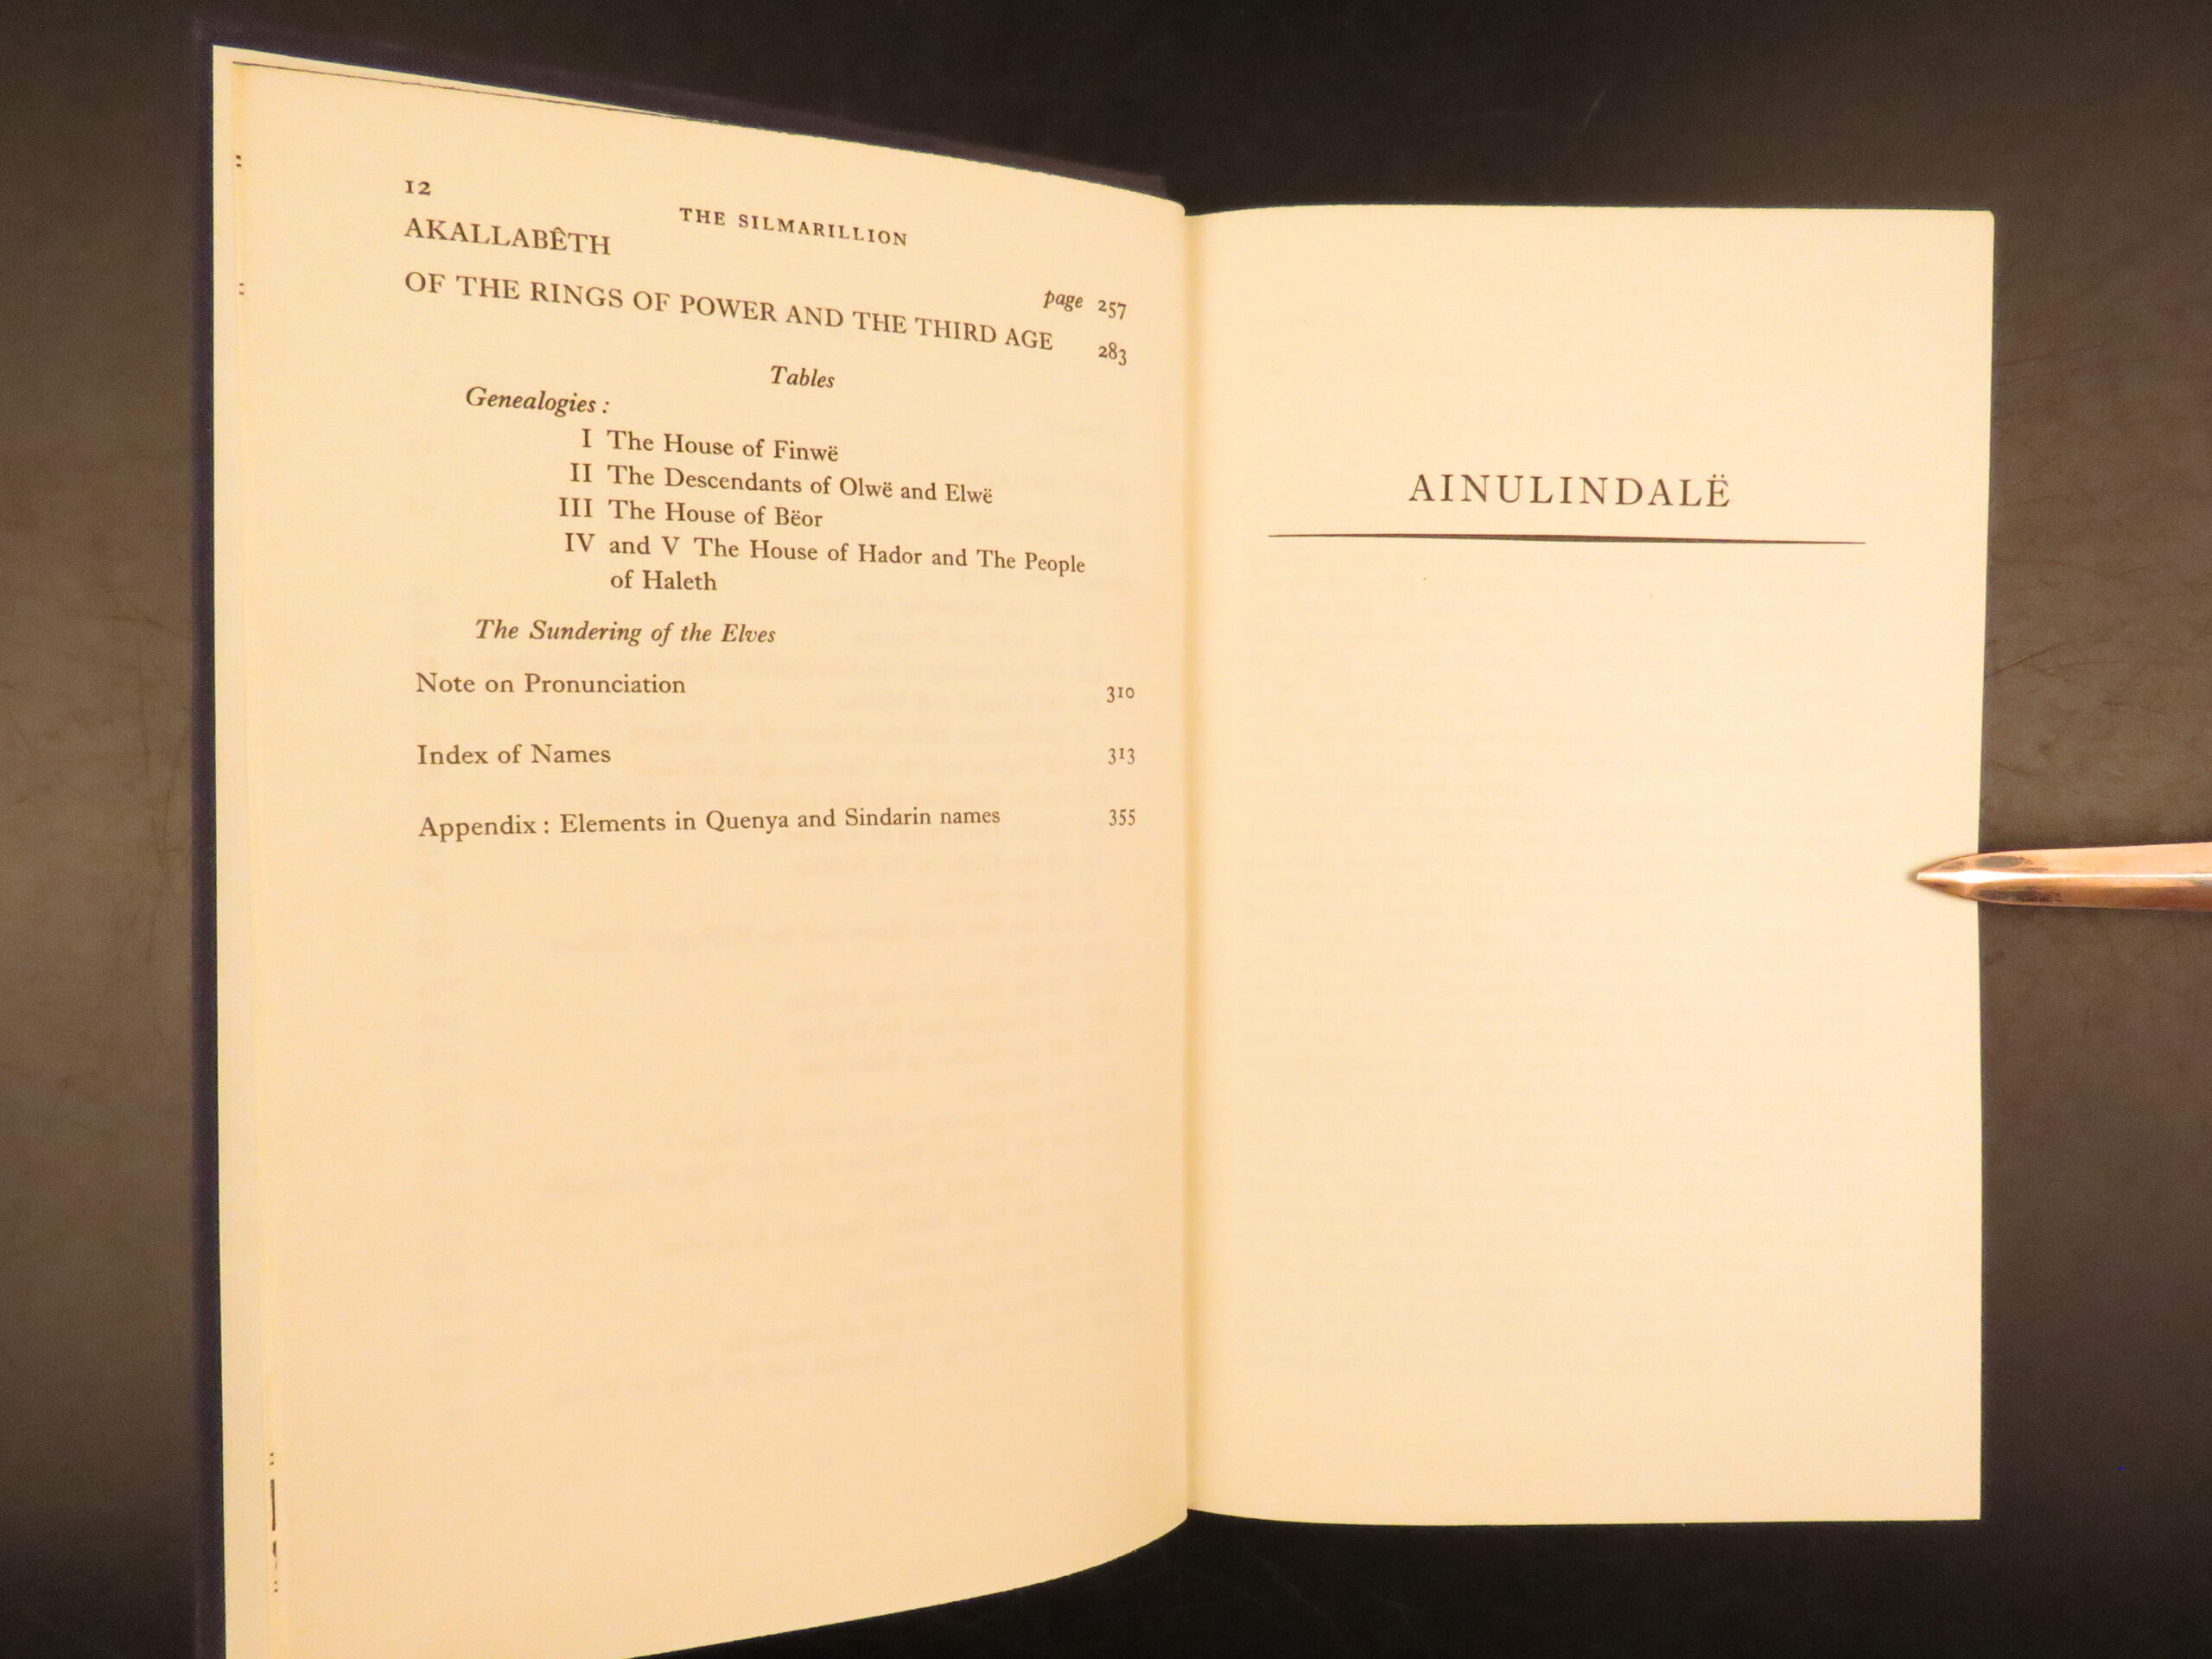 12
THE SILMARILLION
AKALLABÊTH page 257
OF THE RINGS OF POWER AND THE THIRD AGE 283
Tables
Genealogies :
I The House of Finwë
II The Descendants of Olwë and Elwë
III The House of Bëor
IV and V The House of Hador and The People
of Haleth
The Sundering of the Elves
Note on Pronunciation 310
Index of Names 313
Appendix : Elements in Quenya and Sindarin names 355
AINULINDALË